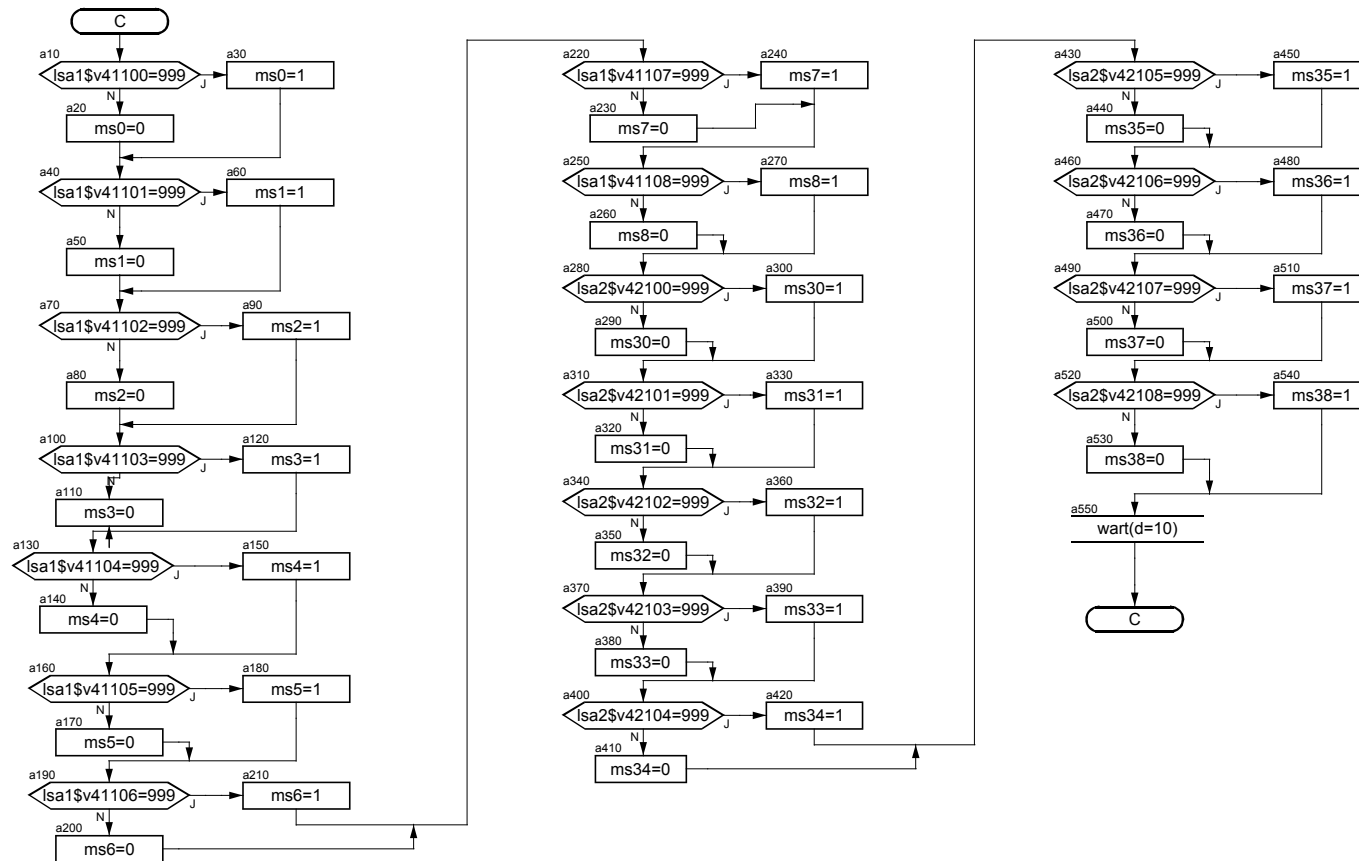 C
a10
lsa1$v41100=999
J
N
a30
ms0=1
a20
ms0=0
a40
lsa1$v41101=999
J
N
a60
ms1=1
a50
ms1=0
a70
lsa1$v41102=999
J
N
a90
ms2=1
a80
ms2=0
a100
lsa1$v41103=999
J
N
a120
ms3=1
a110
ms3=0
a130
lsa1$v41104=999
J
N
a150
ms4=1
a140
ms4=0
a160
lsa1$v41105=999
J
N
a180
ms5=1
a170
ms5=0
a190
lsa1$v41106=999
J
N
a210
ms6=1
a200
ms6=0
a220
lsa1$v41107=999
J
N
a240
ms7=1
a230
ms7=0
a250
lsa1$v41108=999
J
N
a270
ms8=1
a260
ms8=0
a280
lsa2$v42100=999
J
N
a300
ms30=1
a290
ms30=0
a310
lsa2$v42101=999
J
N
a330
ms31=1
a320
ms31=0
a340
lsa2$v42102=999
J
N
a360
ms32=1
a350
ms32=0
a370
lsa2$v42103=999
J
N
a390
ms33=1
a380
ms33=0
a400
lsa2$v42104=999
J
N
a420
ms34=1
a410
ms34=0
a430
lsa2$v42105=999
J
N
a450
ms35=1
a440
ms35=0
a460
lsa2$v42106=999
J
N
a480
ms36=1
a470
ms36=0
a490
lsa2$v42107=999
J
N
a510
ms37=1
a500
ms37=0
a520
lsa2$v42108=999
J
N
a540
ms38=1
a530
ms38=0
a550
wart(d=10)
C